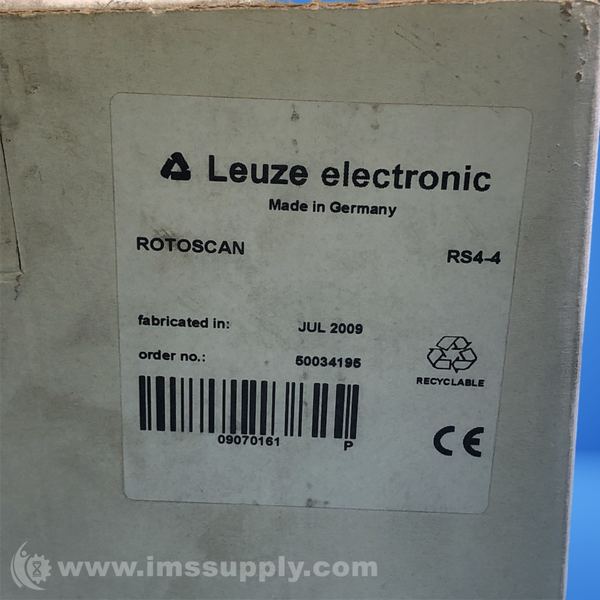 Leuze electronic
Made in Germany
ROTOSCAN RS4-4
fabricated in: JUL 2009
order no.: 50034195
RECYCLABLE
09070161 P
CE
www.imssupply.com